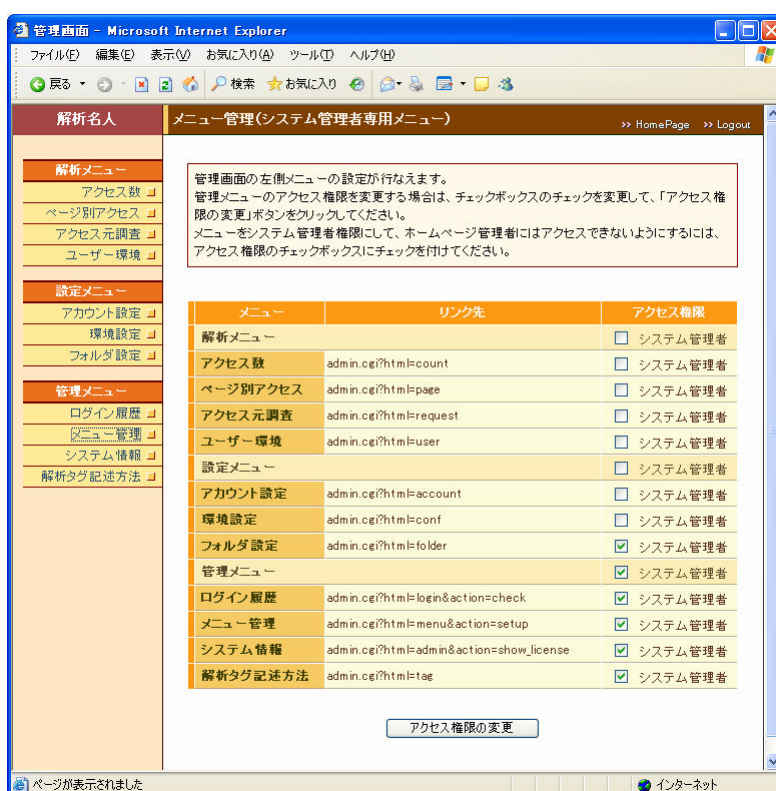 管理画面 - Microsoft Internet Explorer
ファイル(F) 編集(E) 表示(V) お気に入り(A) ツール(T) ヘルプ(H)
戻る 検索 お気に入り
解析名人
メニュー管理(システム管理者専用メニュー)
>> HomePage >> Logout
解析メニュー
アクセス数
ページ別アクセス
アクセス元調査
ユーザー環境
設定メニュー
アカウント設定
環境設定
フォルダ設定
管理メニュー
ログイン履歴
メニュー管理
システム情報
解析タグ記述方法
管理画面の左側メニューの設定が行なえます。
管理メニューのアクセス権限を変更する場合は、チェックボックスのチェックを変更して、「アクセス権
限の変更」ボタンをクリックしてください。
メニューをシステム管理者権限にして、ホームページ管理者にはアクセスできないようにするには、
アクセス権限のチェックボックスにチェックを付けてください。
メニュー リンク先 アクセス権限
解析メニュー システム管理者
アクセス数 admin.cgi?html=count システム管理者
ページ別アクセス admin.cgi?html=page システム管理者
アクセス元調査 admin.cgi?html=request システム管理者
ユーザー環境 admin.cgi?html=user システム管理者
設定メニュー システム管理者
アカウント設定 admin.cgi?html=account システム管理者
環境設定 admin.cgi?html=conf システム管理者
フォルダ設定 admin.cgi?html=folder システム管理者
管理メニュー システム管理者
ログイン履歴 admin.cgi?html=login&action=check システム管理者
メニュー管理 admin.cgi?html=menu&action=setup システム管理者
システム情報 admin.cgi?html=admin&action=show_license システム管理者
解析タグ記述方法 admin.cgi?html=tag システム管理者
アクセス権限の変更
ページが表示されました インターネット